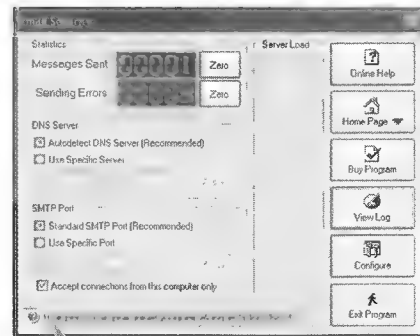 Statistics
Messages Sent 00001 Zero
Sending Errors Zero
DNS Server
Autodetect DNS Server (Recommended)
Use Specific Server
SMTP Port
Standard SMTP Port (Recommended)
Use Specific Port
Accept connections from this computer only
Server Load
Online Help
Home Page
Buy Program
View Log
Configure
Exit Program